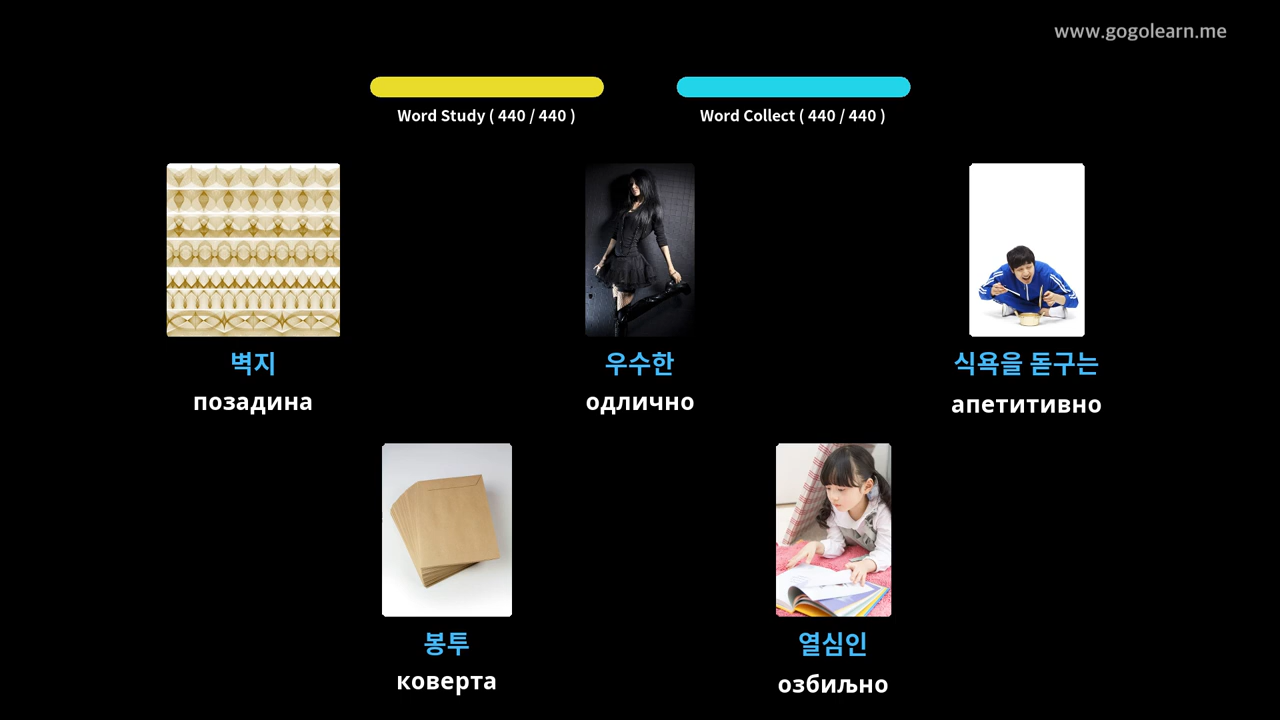 www.gogolearn.me
Word Study ( 440 / 440 )
Word Collect ( 440 / 440 )
벽지
우수한
식욕을 돋구는
позадина
одлично
апетитивно
봉투
열심인
коверта
озбиљно